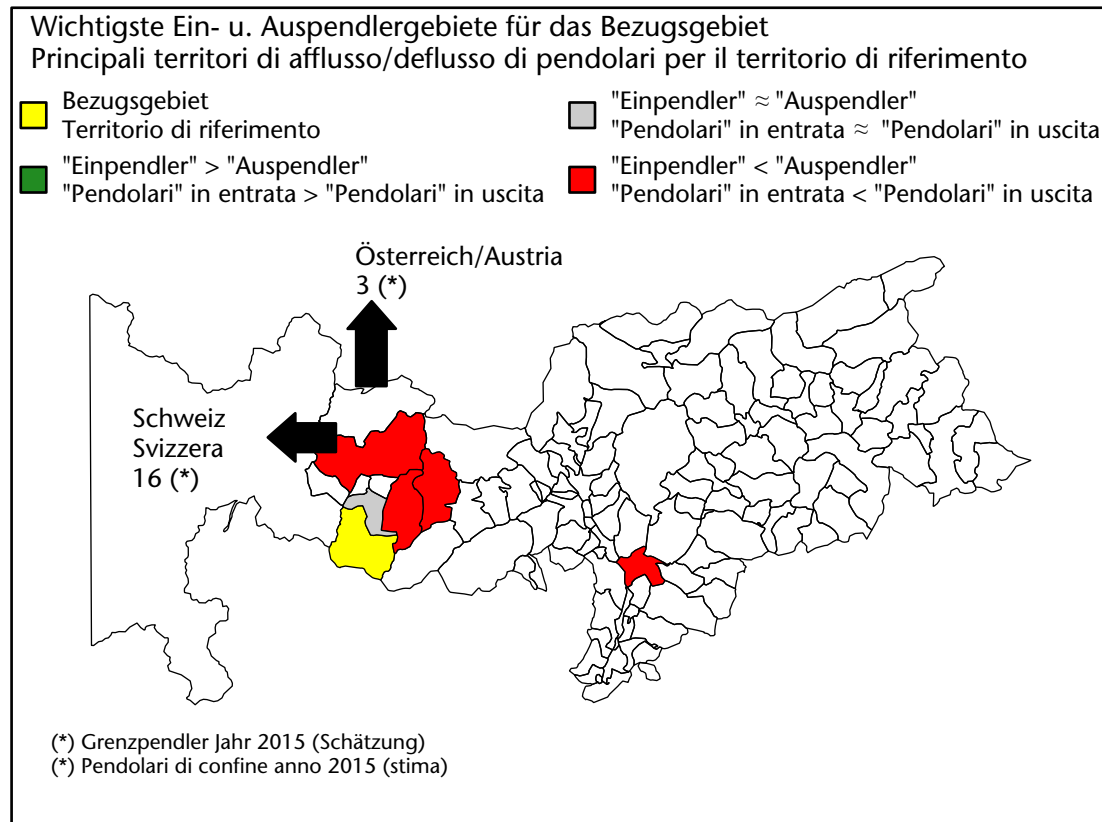 Wichtigste Ein- u. Auspendlergebiete für das Bezugsgebiet
Principali territori di afflusso/deflusso di pendolari per il territorio di riferimento
Bezugsgebiet
Territorio di riferimento
"Einpendler" ≈ "Auspendler"
"Pendolari" in entrata ≈ "Pendolari" in uscita
"Einpendler" > "Auspendler"
"Pendolari" in entrata > "Pendolari" in uscita
"Einpendler" < "Auspendler"
"Pendolari" in entrata < "Pendolari" in uscita
Österreich/Austria
3 (*)
Schweiz
Svizzera
16 (*)
(*) Grenzpendler Jahr 2015 (Schätzung)
(*) Pendolari di confine anno 2015 (stima)